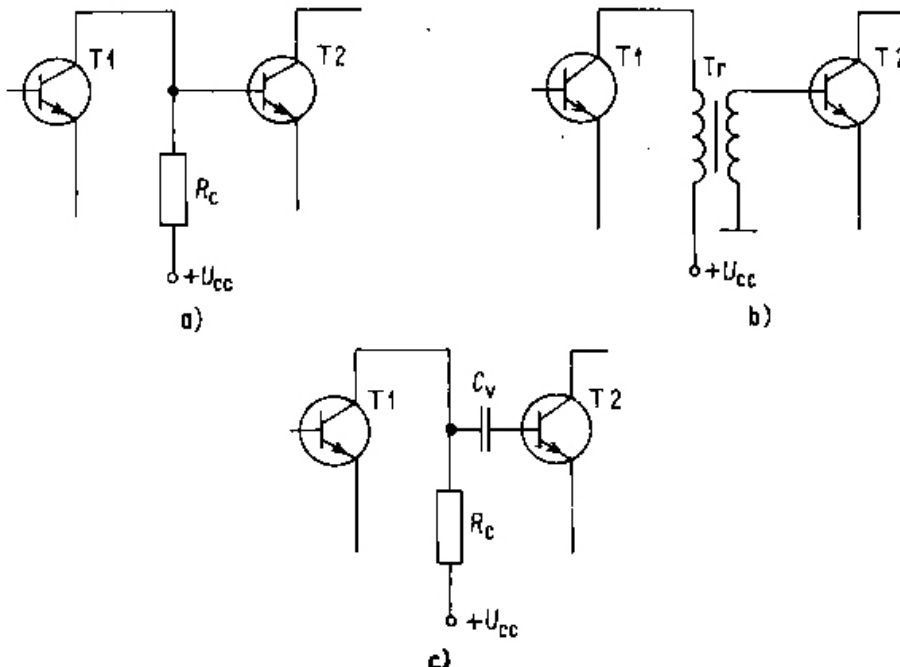 T1
T2
R_c
+U_cc
a)
T1
Tr
T2
+U_cc
b)
T1
C_v
T2
R_c
+U_cc
c)